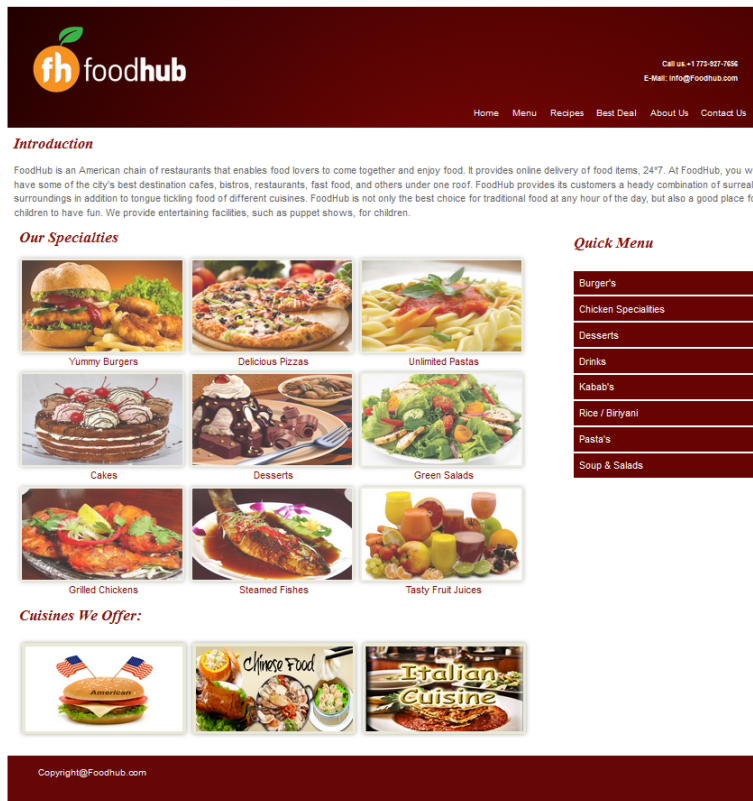 fh foodhub
Call us.+1 773-927-7656
E-Mail: Info@Foodhub.com
Home Menu Recipes Best Deal About Us Contact Us
Introduction
FoodHub is an American chain of restaurants that enables food lovers to come together and enjoy food. It provides online delivery of food items, 24*7. At FoodHub, you w
have some of the city's best destination cafes, bistros, restaurants, fast food, and others under one roof. FoodHub provides its customers a heady combination of surreal
surroundings in addition to tongue tickling food of different cuisines. FoodHub is not only the best choice for traditional food at any hour of the day, but also a good place fo
children to have fun. We provide entertaining facilities, such as puppet shows, for children.
Our Specialties
Yummy Burgers Delicious Pizzas Unlimited Pastas
Cakes Desserts Green Salads
Grilled Chickens Steamed Fishes Tasty Fruit Juices
Quick Menu
Burger's
Chicken Specialities
Desserts
Drinks
Kabab's
Rice / Biriyani
Pasta's
Soup & Salads
Cuisines We Offer:
American
Chinese Food
Italian
Cuisine
Copyright@Foodhub.com